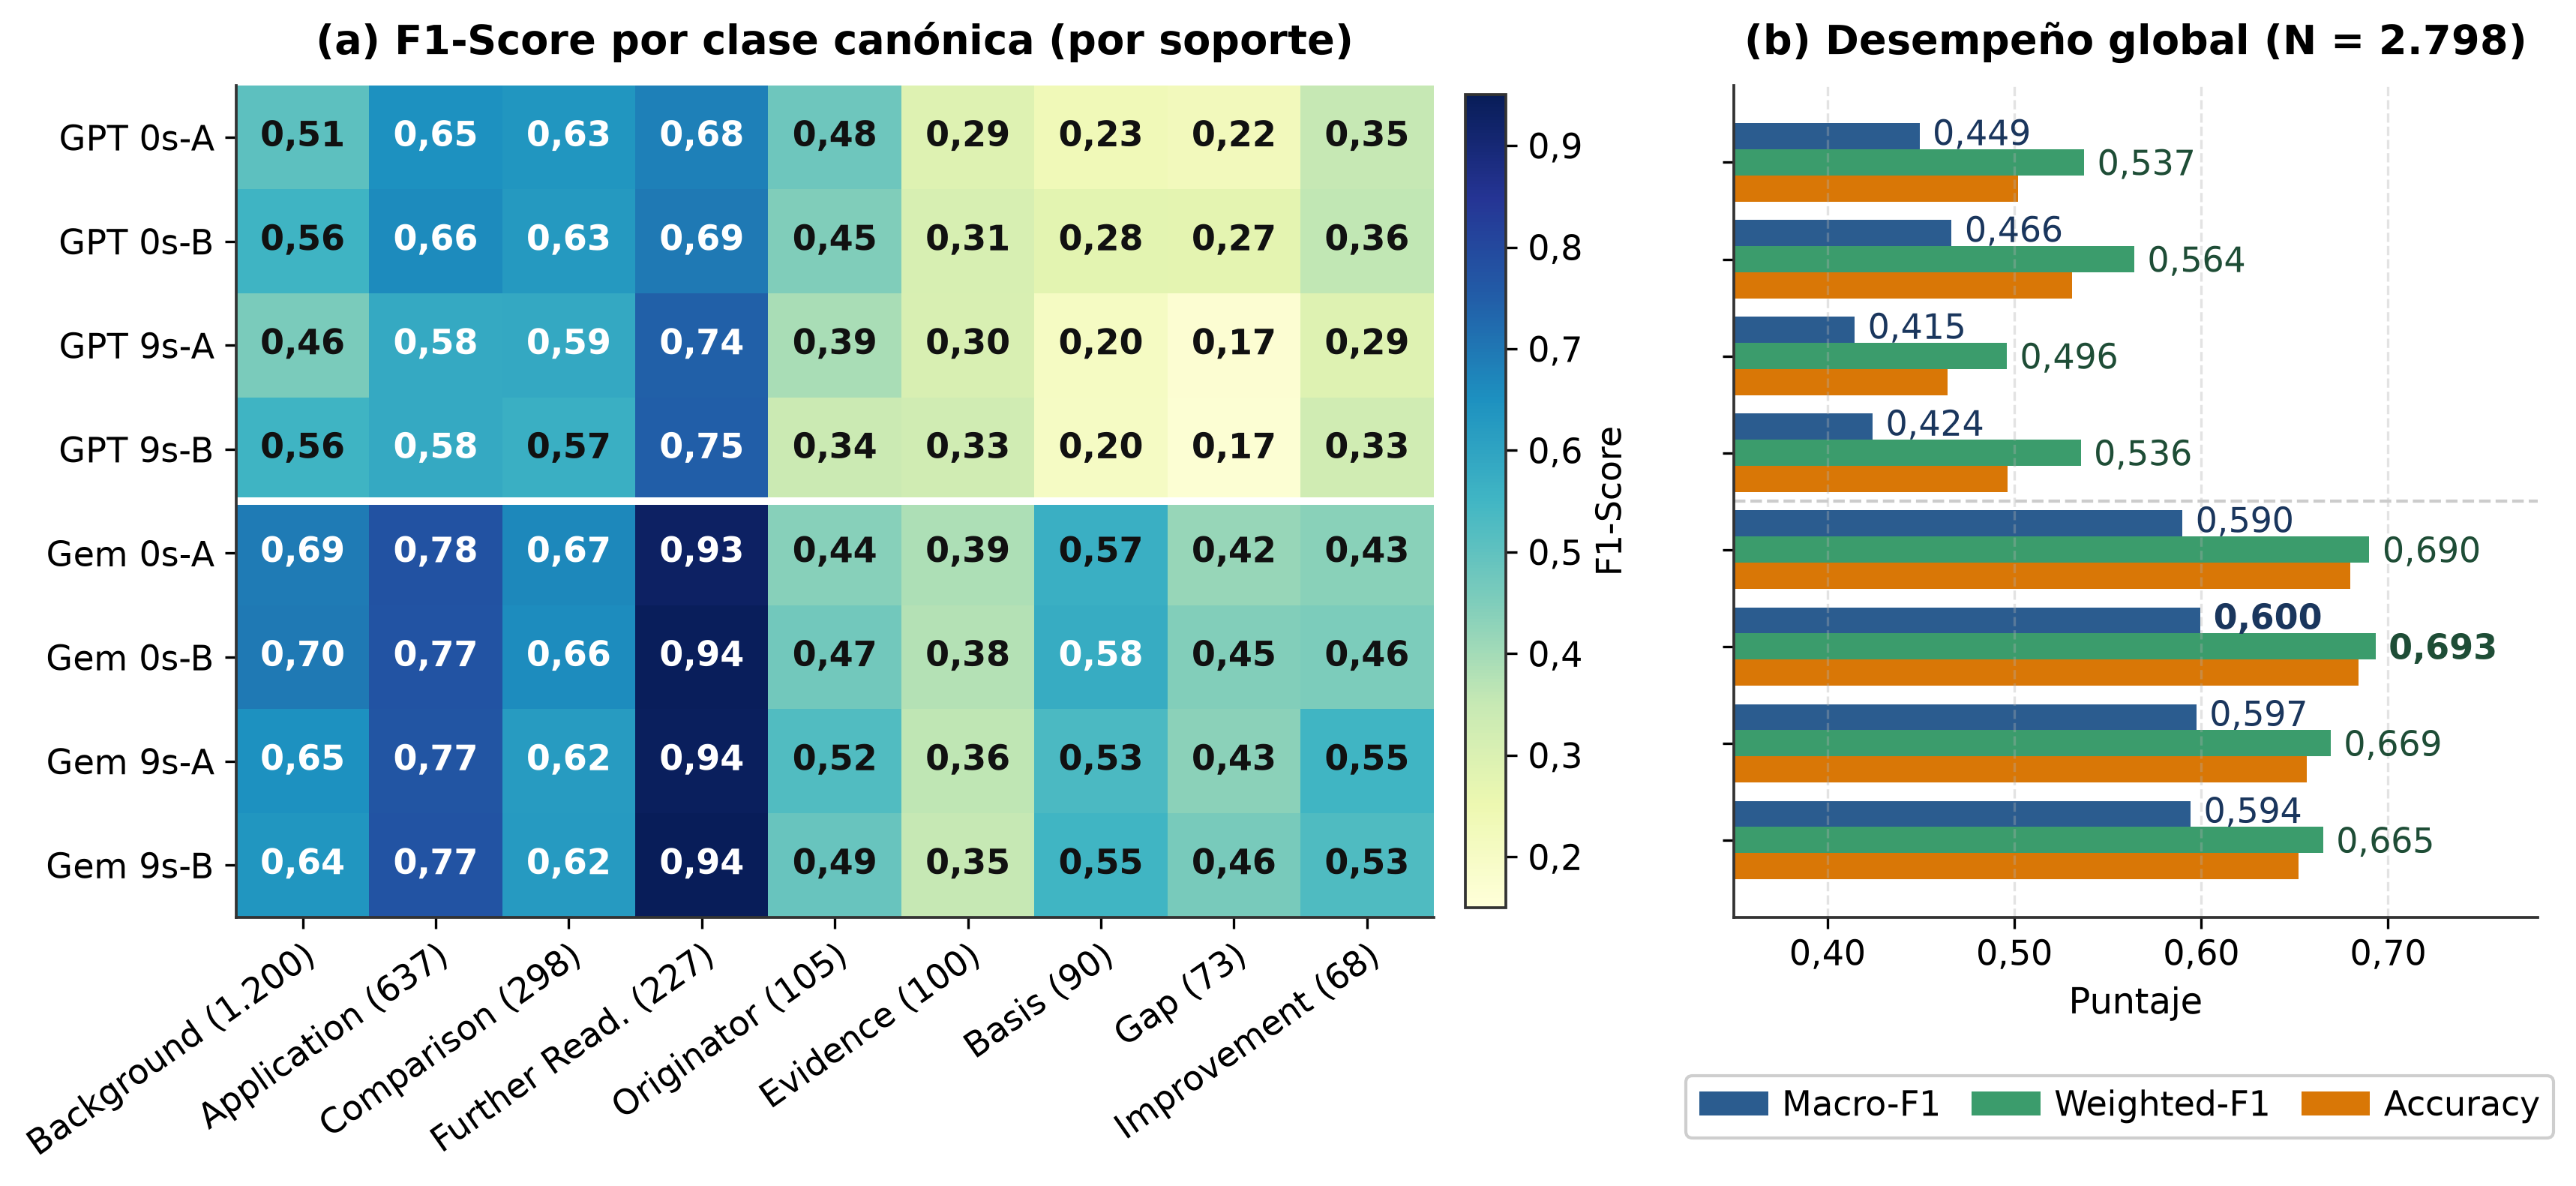 (a) F1-Score por clase canónica (por soporte)
GPT 0s-A 0,51 0,65 0,63 0,68 0,48 0,29 0,23 0,22 0,35
GPT 0s-B 0,56 0,66 0,63 0,69 0,45 0,31 0,28 0,27 0,36
GPT 9s-A 0,46 0,58 0,59 0,74 0,39 0,30 0,20 0,17 0,29
GPT 9s-B 0,56 0,58 0,57 0,75 0,34 0,33 0,20 0,17 0,33
Gem 0s-A 0,69 0,78 0,67 0,93 0,44 0,39 0,57 0,42 0,43
Gem 0s-B 0,70 0,77 0,66 0,94 0,47 0,38 0,58 0,45 0,46
Gem 9s-A 0,65 0,77 0,62 0,94 0,52 0,36 0,53 0,43 0,55
Gem 9s-B 0,64 0,77 0,62 0,94 0,49 0,35 0,55 0,46 0,53
Background (1.200)
Application (637)
Comparison (298)
Further Read. (227)
Originator (105)
Evidence (100)
Basis (90)
Gap (73)
Improvement (68)
0,9
0,8
0,7
0,6
0,5
0,4
0,3
0,2
F1-Score
(b) Desempeño global (N = 2.798)
0,449
0,537
0,466
0,564
0,415
0,496
0,424
0,536
0,590
0,690
0,600
0,693
0,597
0,669
0,594
0,665
0,40 0,50 0,60 0,70
Puntaje
Macro-F1 Weighted-F1 Accuracy